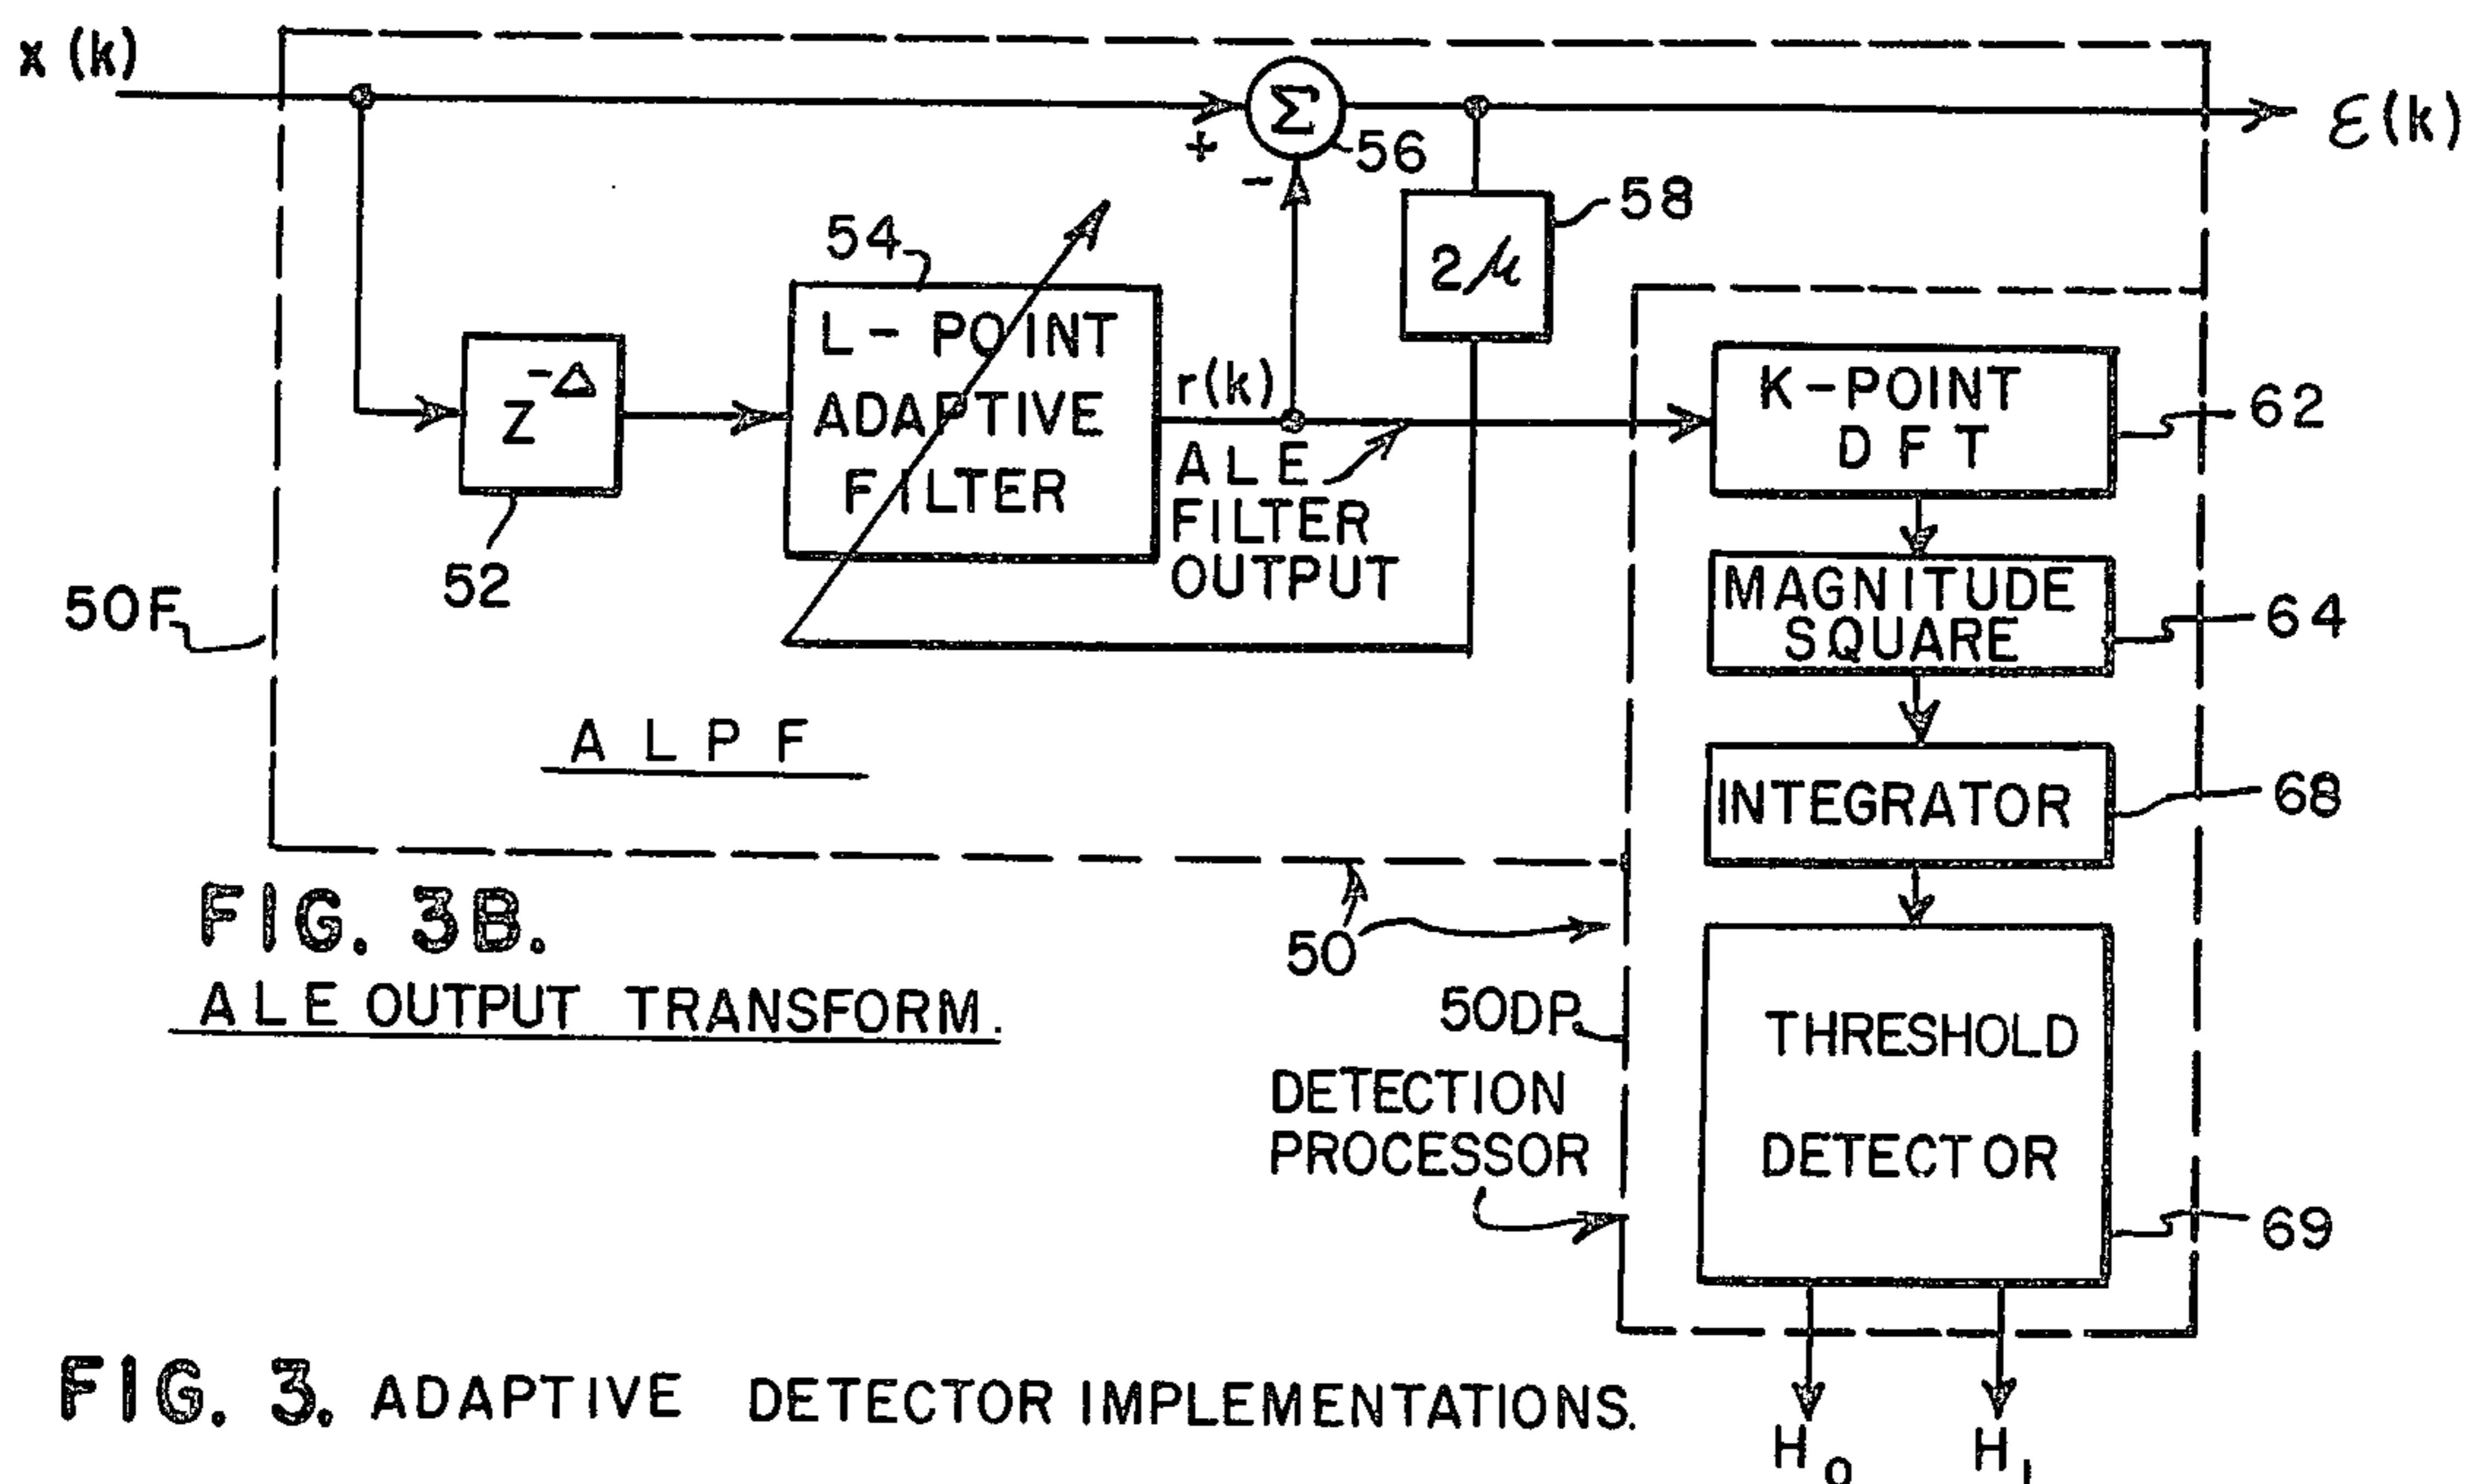 x (k)
Σ
+
-
56
ε(k)
58
2μ
54
L - POINT
ADAPTIVE
FILTER
Z -Δ
52
r(k)
ALE
FILTER
OUTPUT
K - POINT
DFT
62
MAGNITUDE
SQUARE
64
50F
ALPF
INTEGRATOR
68
FIG. 3B.
ALE OUTPUT TRANSFORM.
50
50DP
DETECTION
PROCESSOR
THRESHOLD
DETECTOR
69
FIG. 3. ADAPTIVE DETECTOR IMPLEMENTATIONS.
H0 H1